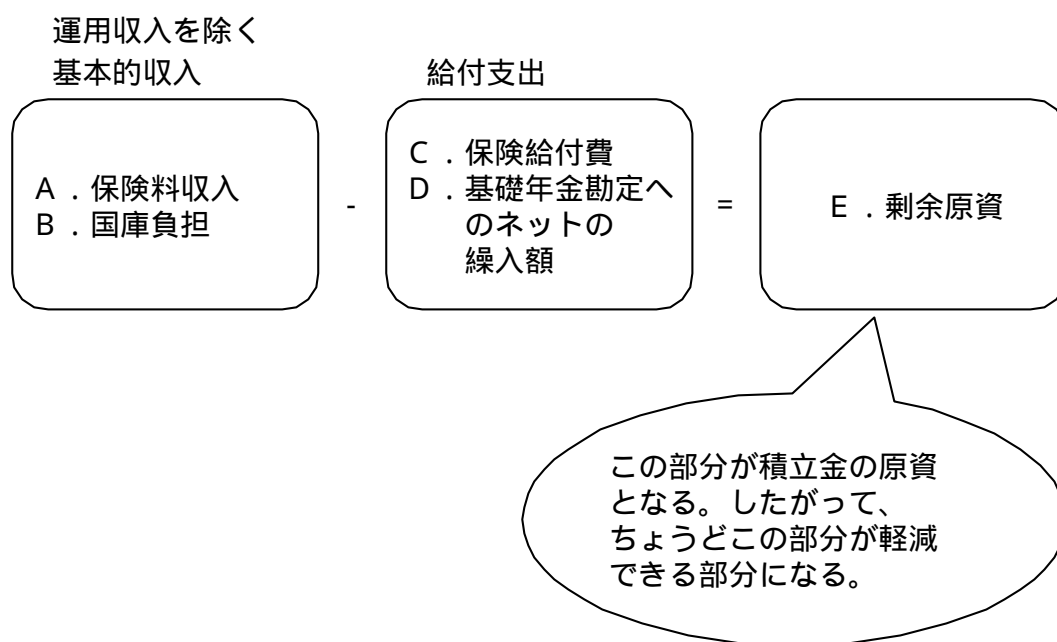 運用収入を除く
基本的収入
給付支出
A．保険料収入
B．国庫負担
-
C．保険給付費
D．基礎年金勘定へ
のネットの
繰入額
=
E．剰余原資
この部分が積立金の原資
となる。したがって、
ちょうどこの部分が軽減
できる部分になる。